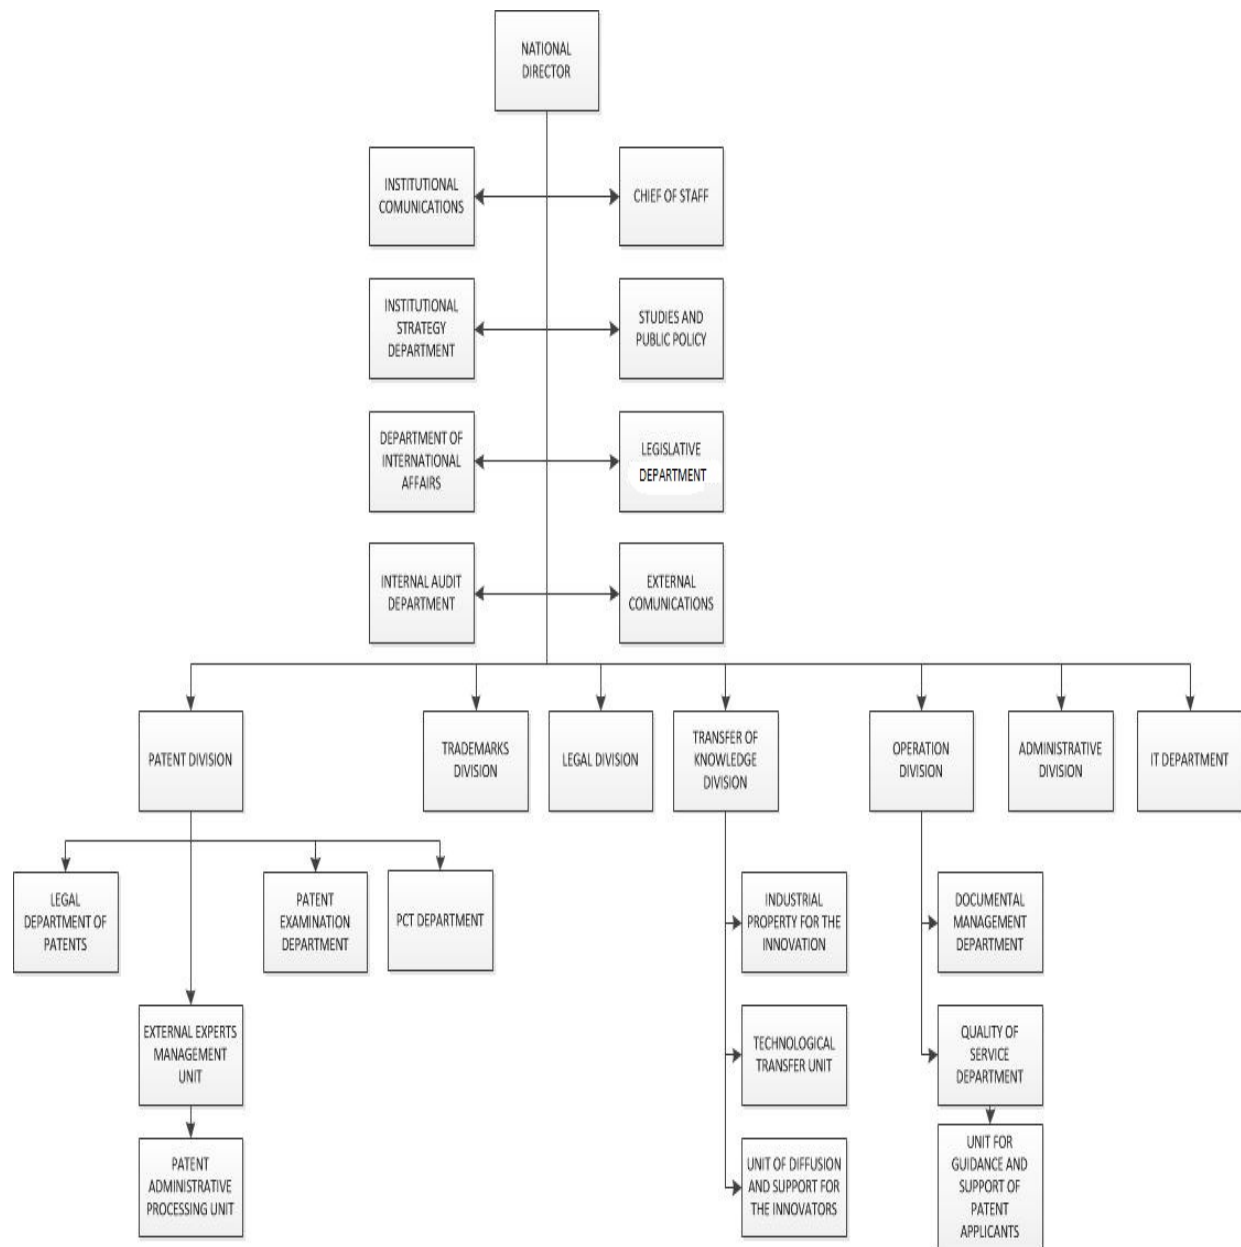 NATIONAL
DIRECTOR
INSTITUTIONAL
COMUNICATIONS
CHIEF OF STAFF
INSTITUTIONAL
STRATEGY
DEPARTMENT
STUDIES AND
PUBLIC POLICY
DEPARTMENT OF
INTERNATIONAL
AFFAIRS
LEGISLATIVE
DEPARTMENT
INTERNAL AUDIT
DEPARTMENT
EXTERNAL
COMUNICATIONS
PATENT DIVISION
TRADEMARKS
DIVISION
LEGAL DIVISION
TRANSFER OF
KNOWLEDGE
DIVISION
OPERATION
DIVISION
ADMINISTRATIVE
DIVISION
IT DEPARTMENT
LEGAL
DEPARTMENT OF
PATENTS
PATENT
EXAMINATION
DEPARTMENT
PCT DEPARTMENT
INDUSTRIAL
PROPERTY FOR THE
INNOVATION
DOCUMENTAL
MANAGEMENT
DEPARTMENT
EXTERNAL EXPERTS
MANAGEMENT
UNIT
TECHNOLOGICAL
TRANSFER UNIT
QUALITY OF
SERVICE
DEPARTMENT
PATENT
ADMINISTRATIVE
PROCESSING UNIT
UNIT OF DIFFUSION
AND SUPPORT FOR
THE INNOVATORS
UNIT FOR
GUIDANCE AND
SUPPORT OF
PATENT
APPLICANTS